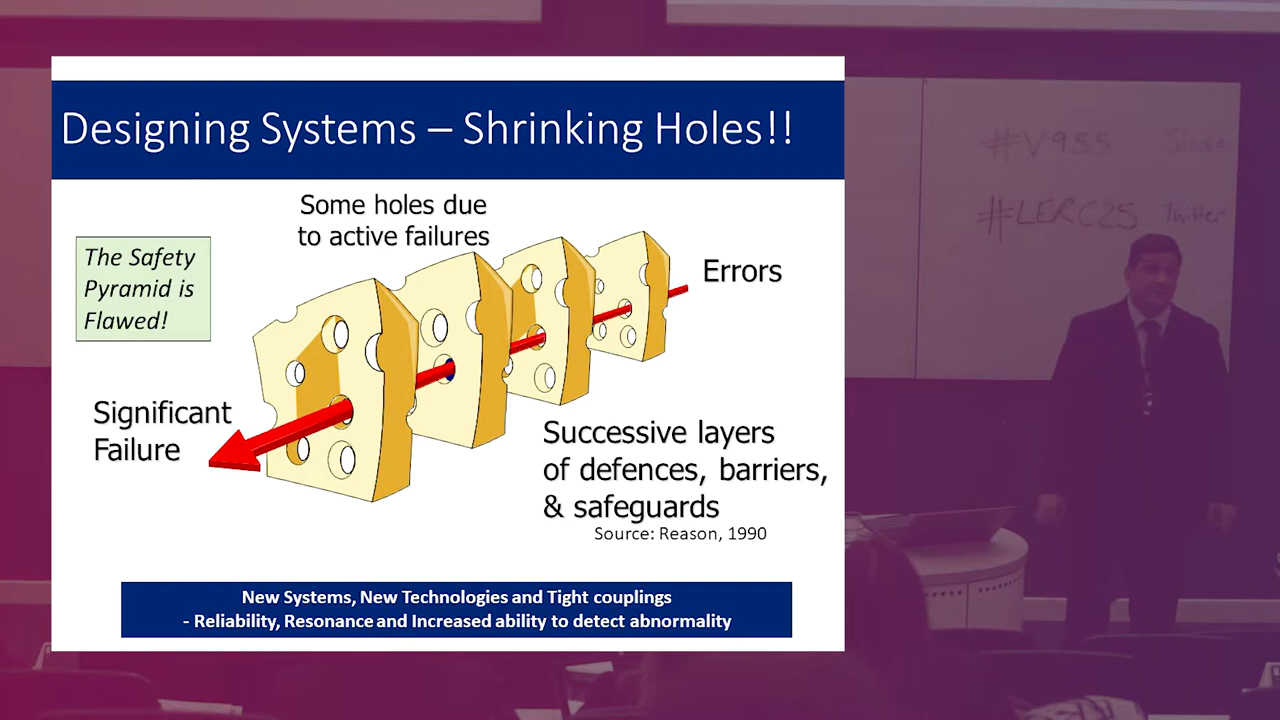 Designing Systems – Shrinking Holes!!
Some holes due
to active failures
The Safety
Pyramid is
Flawed!
Errors
Significant
Failure
Successive layers
of defences, barriers,
& safeguards
Source: Reason, 1990
New Systems, New Technologies and Tight couplings
- Reliability, Resonance and Increased ability to detect abnormality
#V955
#LERC25 Twitter